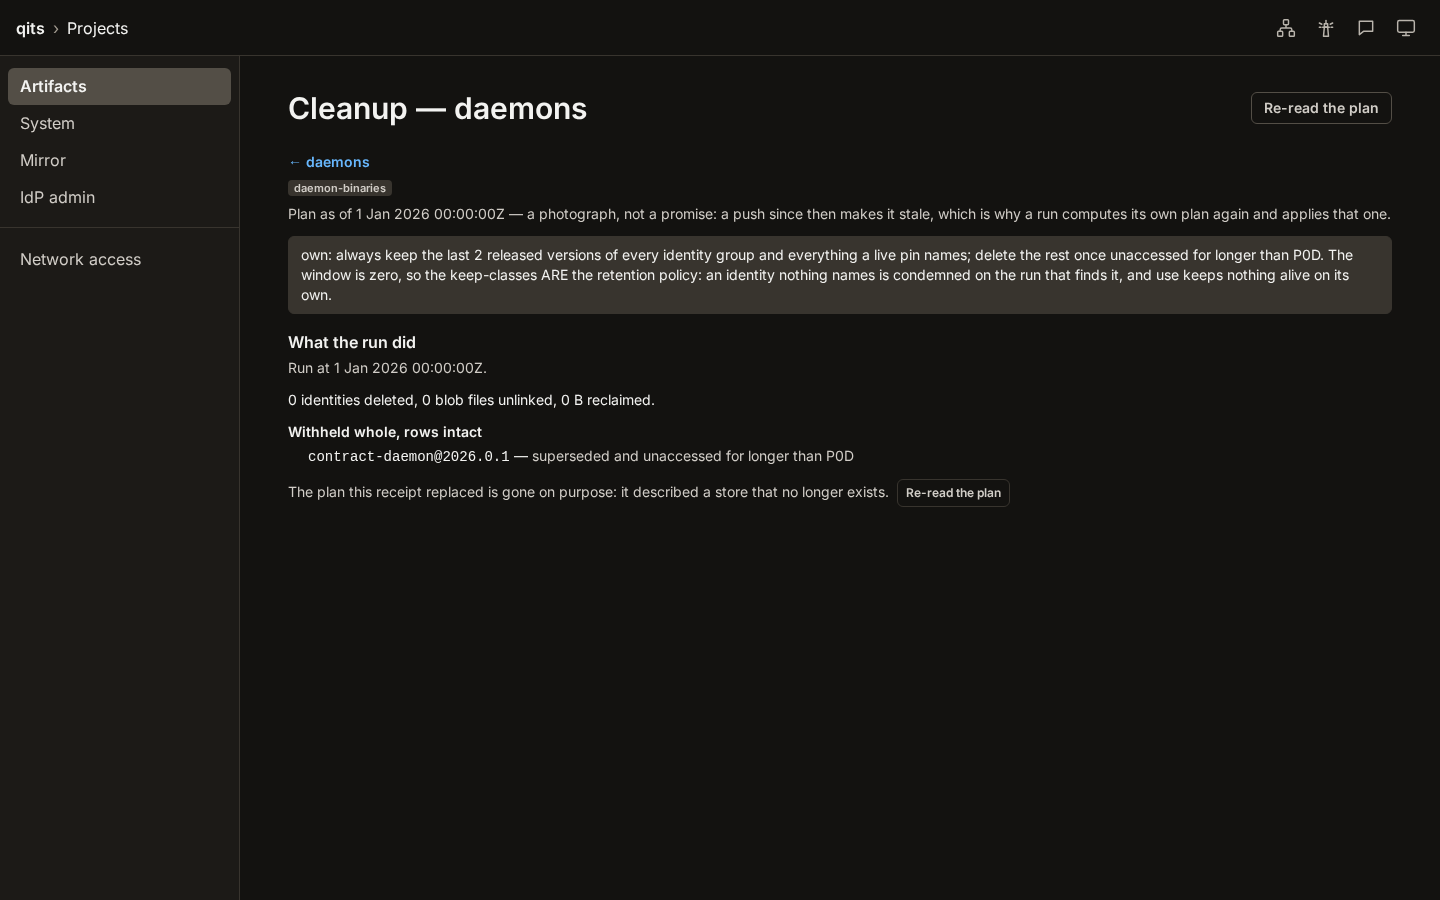 qits › Projects
Artifacts
System
Mirror
IdP admin
Network access
Cleanup — daemons
Re-read the plan
← daemons
daemon-binaries
Plan as of 1 Jan 2026 00:00:00Z — a photograph, not a promise: a push since then makes it stale, which is why a run computes its own plan again and applies that one.
own: always keep the last 2 released versions of every identity group and everything a live pin names; delete the rest once unaccessed for longer than P0D. The
window is zero, so the keep-classes ARE the retention policy: an identity nothing names is condemned on the run that finds it, and use keeps nothing alive on its
own.
What the run did
Run at 1 Jan 2026 00:00:00Z.
0 identities deleted, 0 blob files unlinked, 0 B reclaimed.
Withheld whole, rows intact
contract-daemon@2026.0.1 — superseded and unaccessed for longer than P0D
The plan this receipt replaced is gone on purpose: it described a store that no longer exists. Re-read the plan